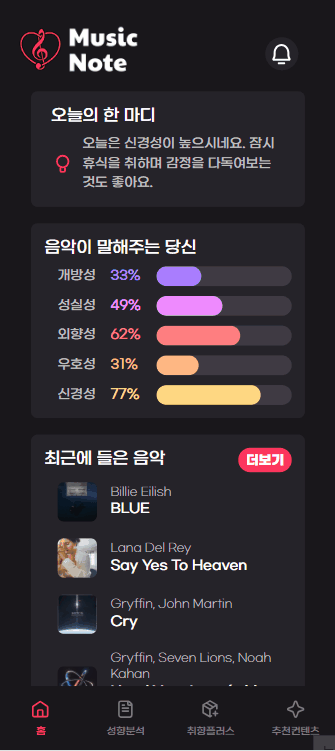 Music
Note
오늘의 한 마디
오늘은 신경성이 높으시네요. 잠시
휴식을 취하며 감정을 다독여보는
것도 좋아요.
음악이 말해주는 당신
개방성 33%
성실성 49%
외향성 62%
우호성 31%
신경성 77%
최근에 들은 음악 더보기
Billie Eilish
BLUE
Lana Del Rey
Say Yes To Heaven
Gryffin, John Martin
Cry
Gryffin, Seven Lions, Noah
Kahan
홈 성향분석 취향플러스 추천컨텐츠